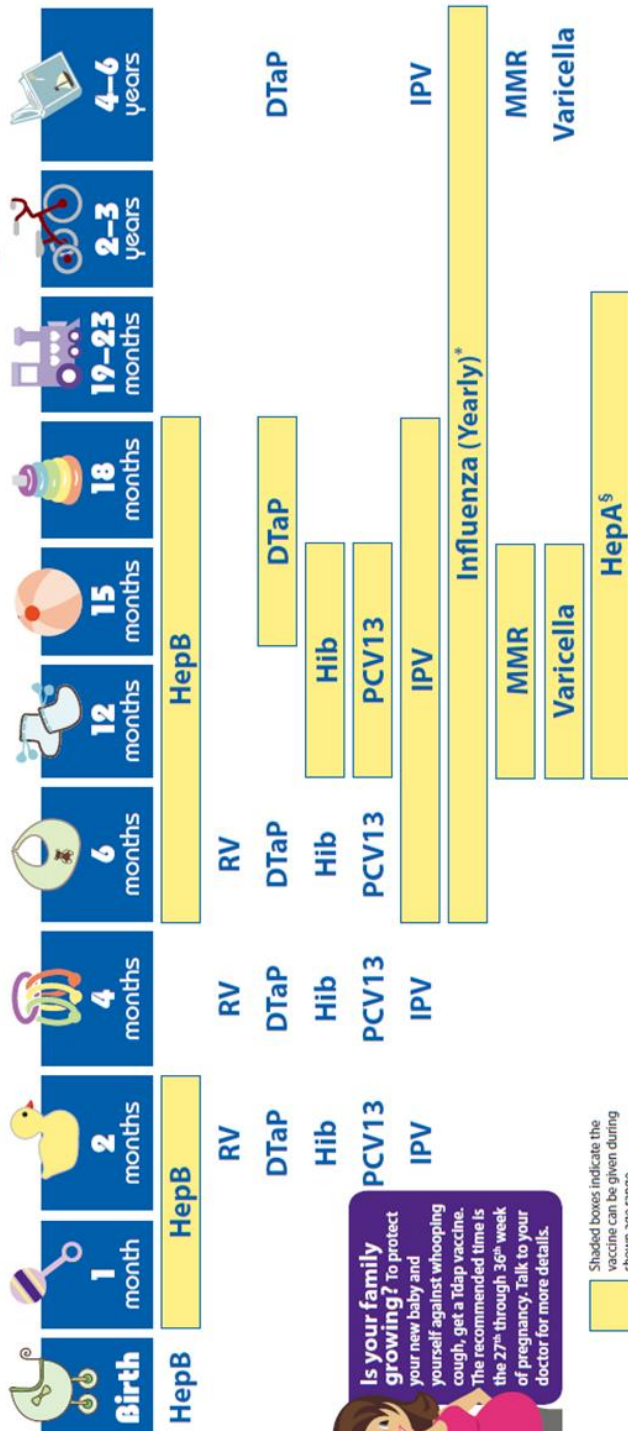 Birth
1
month
2
months
4
months
6
months
12
months
15
months
18
months
19–23
months
2–3
years
4–6
years
HepB
HepB
HepB
RV
RV
RV
DTaP
DTaP
DTaP
DTaP
DTaP
Hib
Hib
Hib
Hib
PCV13
PCV13
PCV13
PCV13
IPV
IPV
IPV
IPV
Influenza (Yearly)*
MMR
MMR
Varicella
Varicella
HepA§
Is your family
growing? To protect
your new baby and
yourself against whooping
cough, get a Tdap vaccine.
The recommended time is
the 27th through 36th week
of pregnancy. Talk to your
doctor for more details.
Shaded boxes indicate the
vaccine can be given during
shown age range.